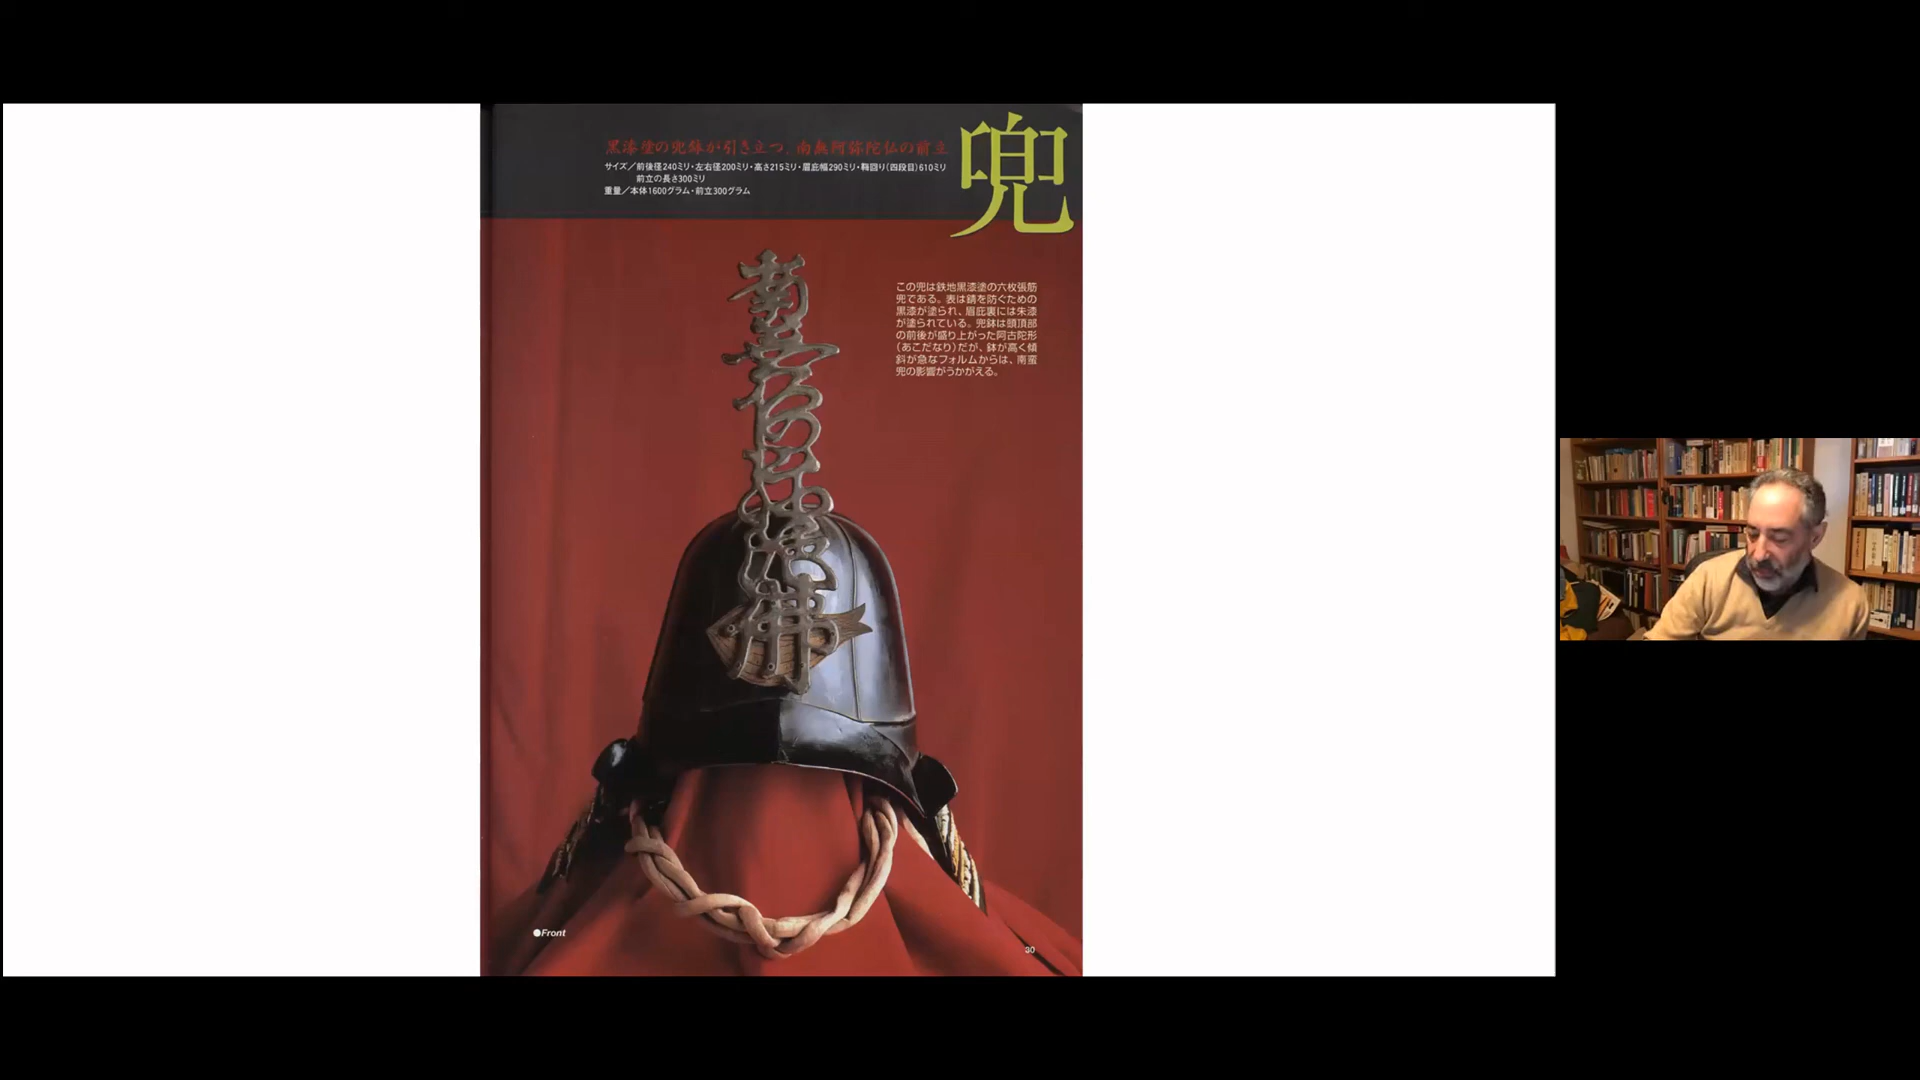 兜
黒漆塗の兜鉢が引き立つ、南無阿弥陀仏の前立
サイズ/前後径240ミリ・左右径200ミリ・高さ215ミリ・眉庇幅290ミリ・鞠回り(四段目)610ミリ
前立の長さ300ミリ
重量/本体1600グラム・前立300グラム
この兜は鉄地黒漆塗の六枚張筋
兜である。表は錆を防ぐための
黒漆が塗られ、眉庇裏には朱漆
が塗られている。兜鉢は頭頂部
の前後が盛り上がった阿古陀形
(あこだなり)だが、鉢が高く傾
斜が急なフォルムからは、南蛮
兜の影響がうかがえる。
●Front
30